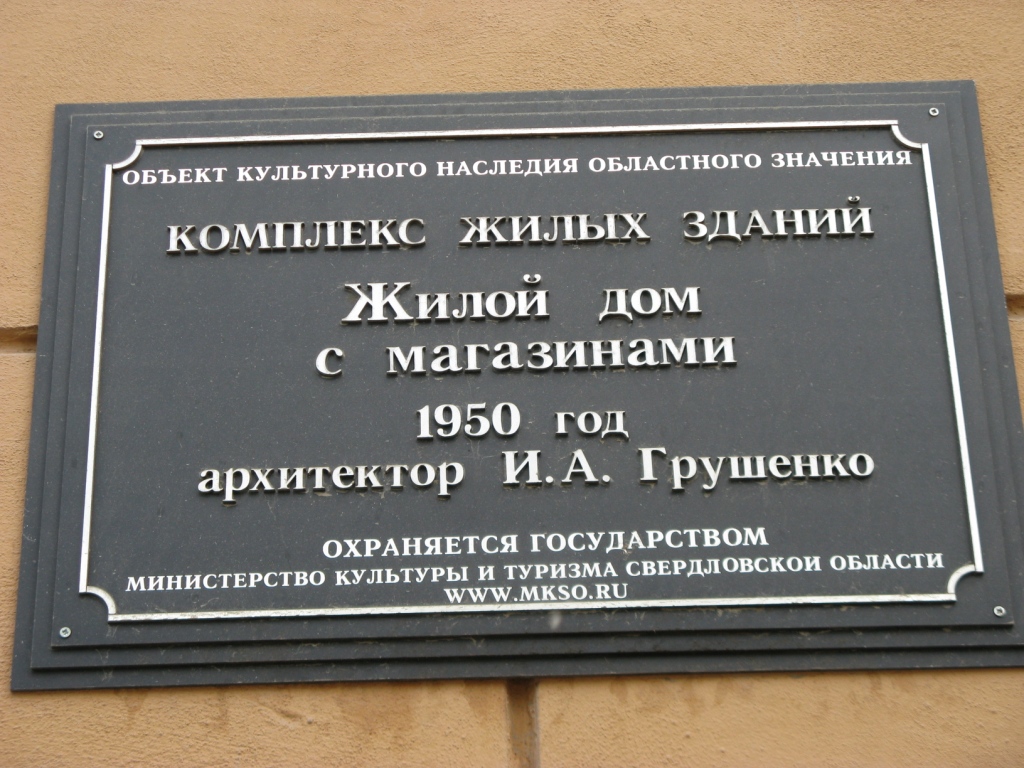 ОБЪЕКТ КУЛЬТУРНОГО НАСЛЕДИЯ ОБЛАСТНОГО ЗНАЧЕНИЯ
КОМПЛЕКС ЖИЛЫХ ЗДАНИЙ
Жилой дом
с магазинами
1950 год
архитектор И.А. Грушенко
ОХРАНЯЕТСЯ ГОСУДАРСТВОМ
МИНИСТЕРСТВО КУЛЬТУРЫ И ТУРИЗМА СВЕРДЛОВСКОИ ОБЛАСТИ
WWW.MKSO.RU